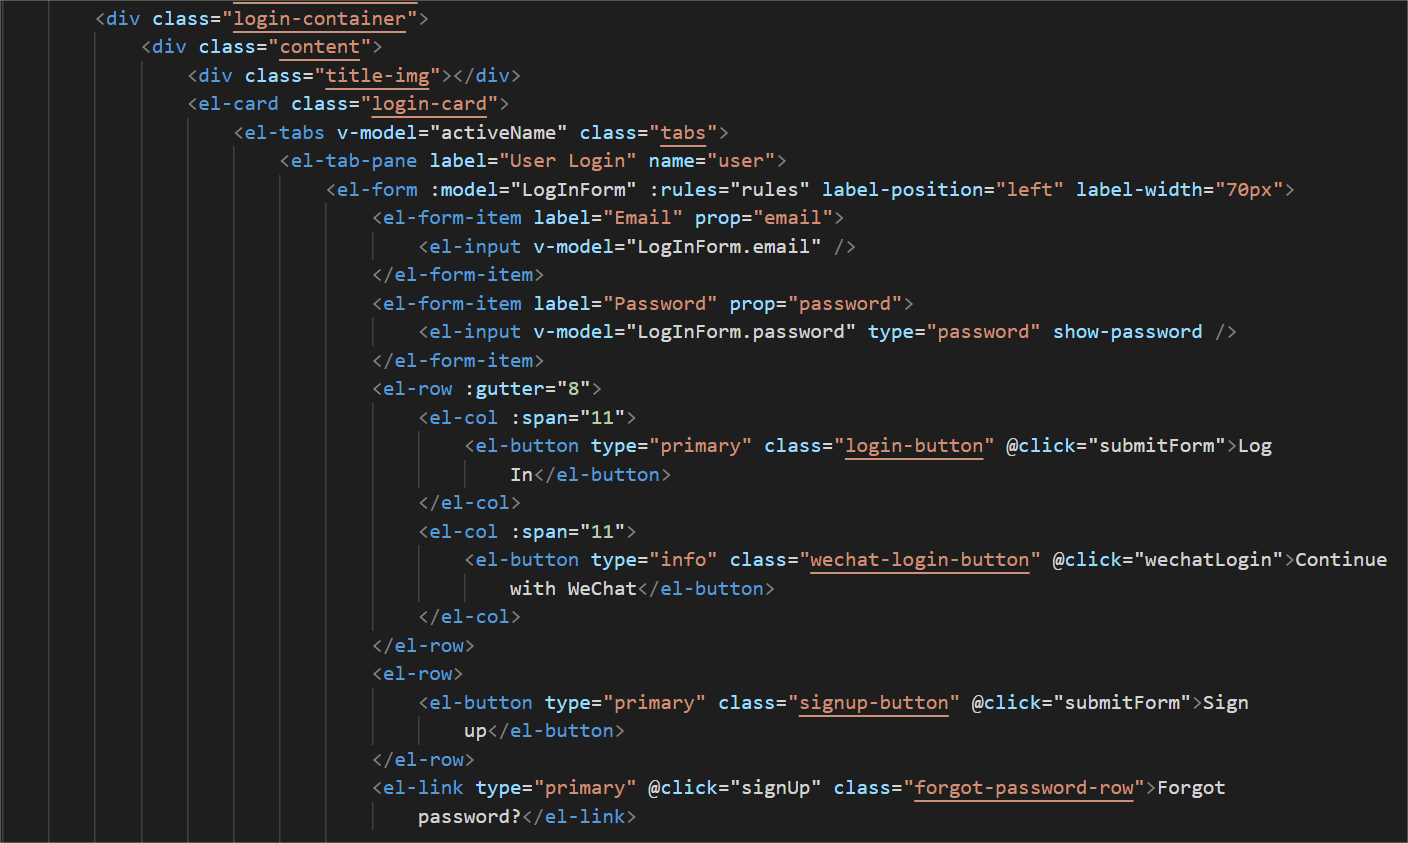 <div class="login-container">
<div class="content">
<div class="title-img"></div>
<el-card class="login-card">
<el-tabs v-model="activeName" class="tabs">
<el-tab-pane label="User Login" name="user">
<el-form :model="LogInForm" :rules="rules" label-position="left" label-width="70px">
<el-form-item label="Email" prop="email">
<el-input v-model="LogInForm.email" />
</el-form-item>
<el-form-item label="Password" prop="password">
<el-input v-model="LogInForm.password" type="password" show-password />
</el-form-item>
<el-row :gutter="8">
<el-col :span="11">
<el-button type="primary" class="login-button" @click="submitForm">Log
In</el-button>
</el-col>
<el-col :span="11">
<el-button type="info" class="wechat-login-button" @click="wechatLogin">Continue
with WeChat</el-button>
</el-col>
</el-row>
<el-row>
<el-button type="primary" class="signup-button" @click="submitForm">Sign
up</el-button>
</el-row>
<el-link type="primary" @click="signUp" class="forgot-password-row">Forgot
password?</el-link>